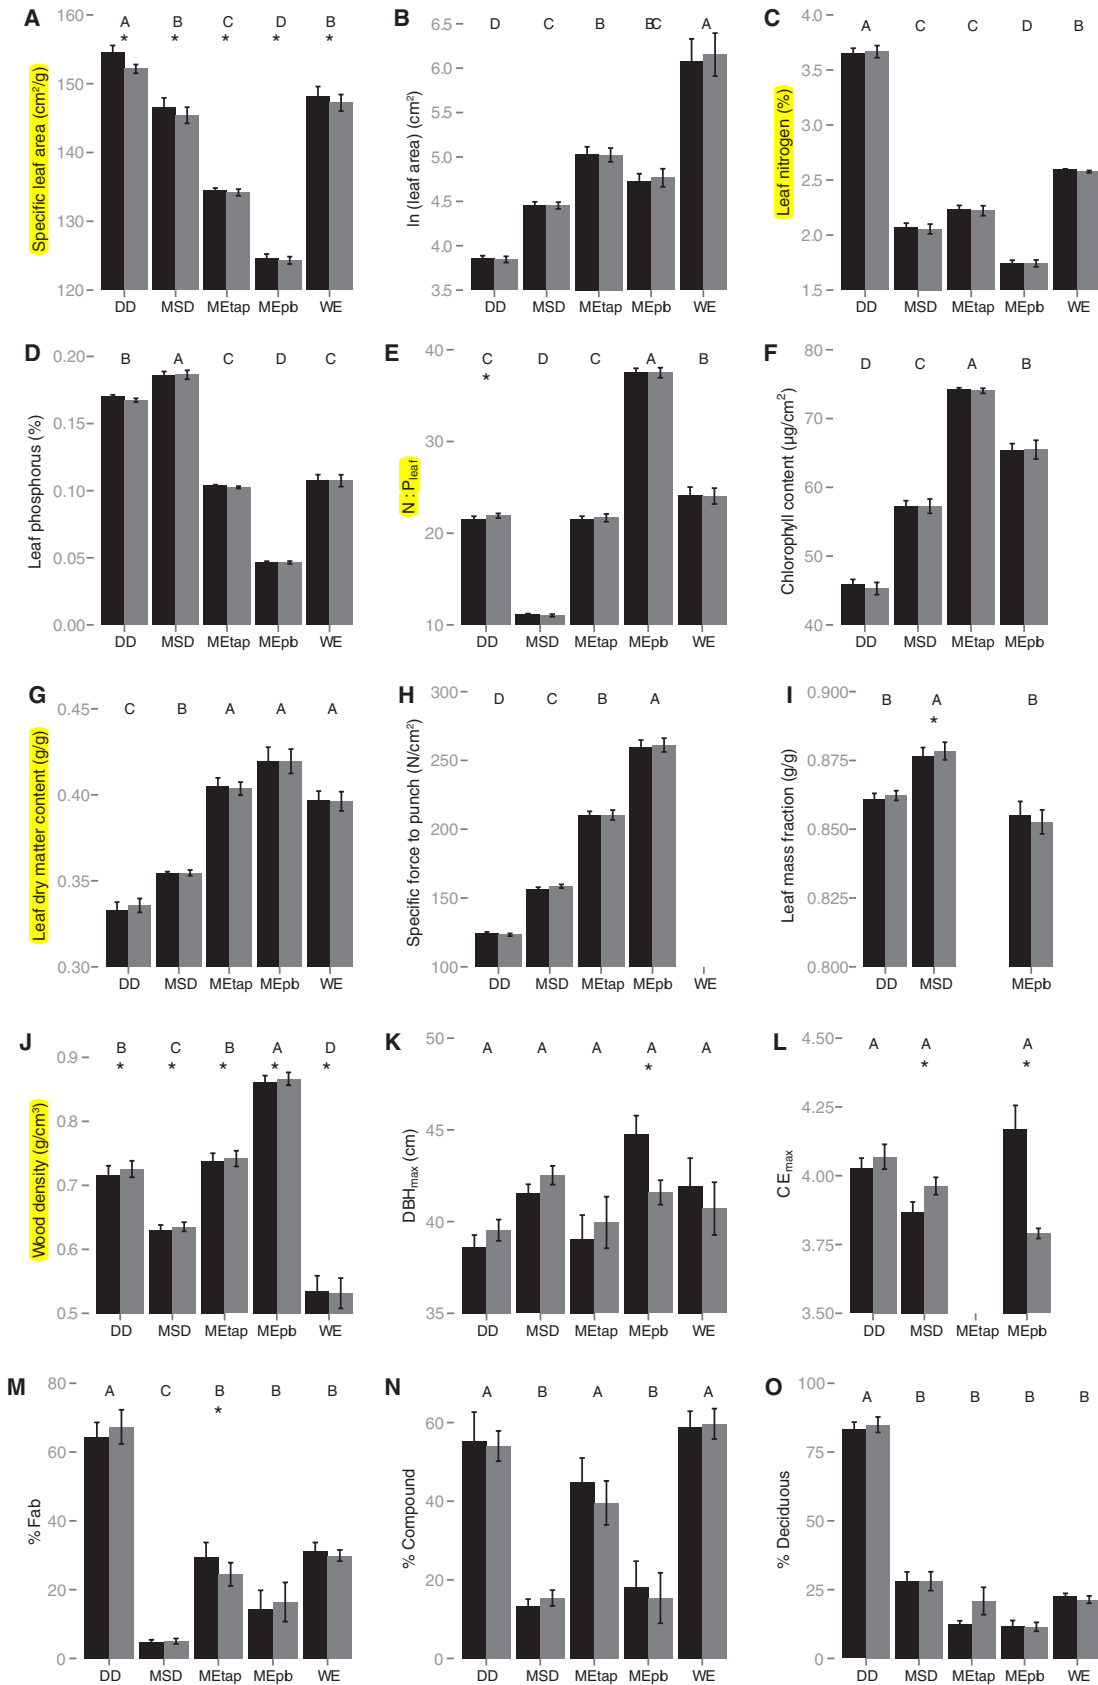 A
Specific leaf area (cm²/g)
160
150
140
130
120
A B C D B
* * * * *
DD MSD MEtap MEpb WE
B
ln (leaf area) (cm²)
6.5
6.0
5.5
5.0
4.5
4.0
3.5
D C B BC A
DD MSD MEtap MEpb WE
C
Leaf nitrogen (%)
4.0
3.5
3.0
2.5
2.0
1.5
A C C D B
DD MSD MEtap MEpb WE
D
Leaf phosphorus (%)
0.20
0.15
0.10
0.05
0.00
B A C D C
DD MSD MEtap MEpb WE
E
N : Pleaf
40
30
20
10
C D C A B
*
DD MSD MEtap MEpb WE
F
Chlorophyll content (µg/cm²)
80
70
60
50
40
D C A B
DD MSD MEtap MEpb
G
Leaf dry matter content (g/g)
0.45
0.40
0.35
0.30
C B A A A
DD MSD MEtap MEpb WE
H
Specific force to punch (N/cm²)
300
250
200
150
100
D C B A
DD MSD MEtap MEpb WE
I
Leaf mass fraction (g/g)
0.900
0.875
0.850
0.825
0.800
B A B
*
DD MSD MEpb
J
Wood density (g/cm³)
0.9
0.8
0.7
0.6
0.5
B C B A D
* * * * *
DD MSD MEtap MEpb WE
K
DBHmax (cm)
50
45
40
35
A A A A A
*
DD MSD MEtap MEpb WE
L
CEmax
4.50
4.25
4.00
3.75
3.50
A A A
* *
DD MSD MEtap MEpb
M
% Fab
80
60
40
20
0
A C B B B
*
DD MSD MEtap MEpb WE
N
% Compound
60
40
20
0
A B A B A
DD MSD MEtap MEpb WE
O
% Deciduous
100
75
50
25
0
A B B B B
DD MSD MEtap MEpb WE